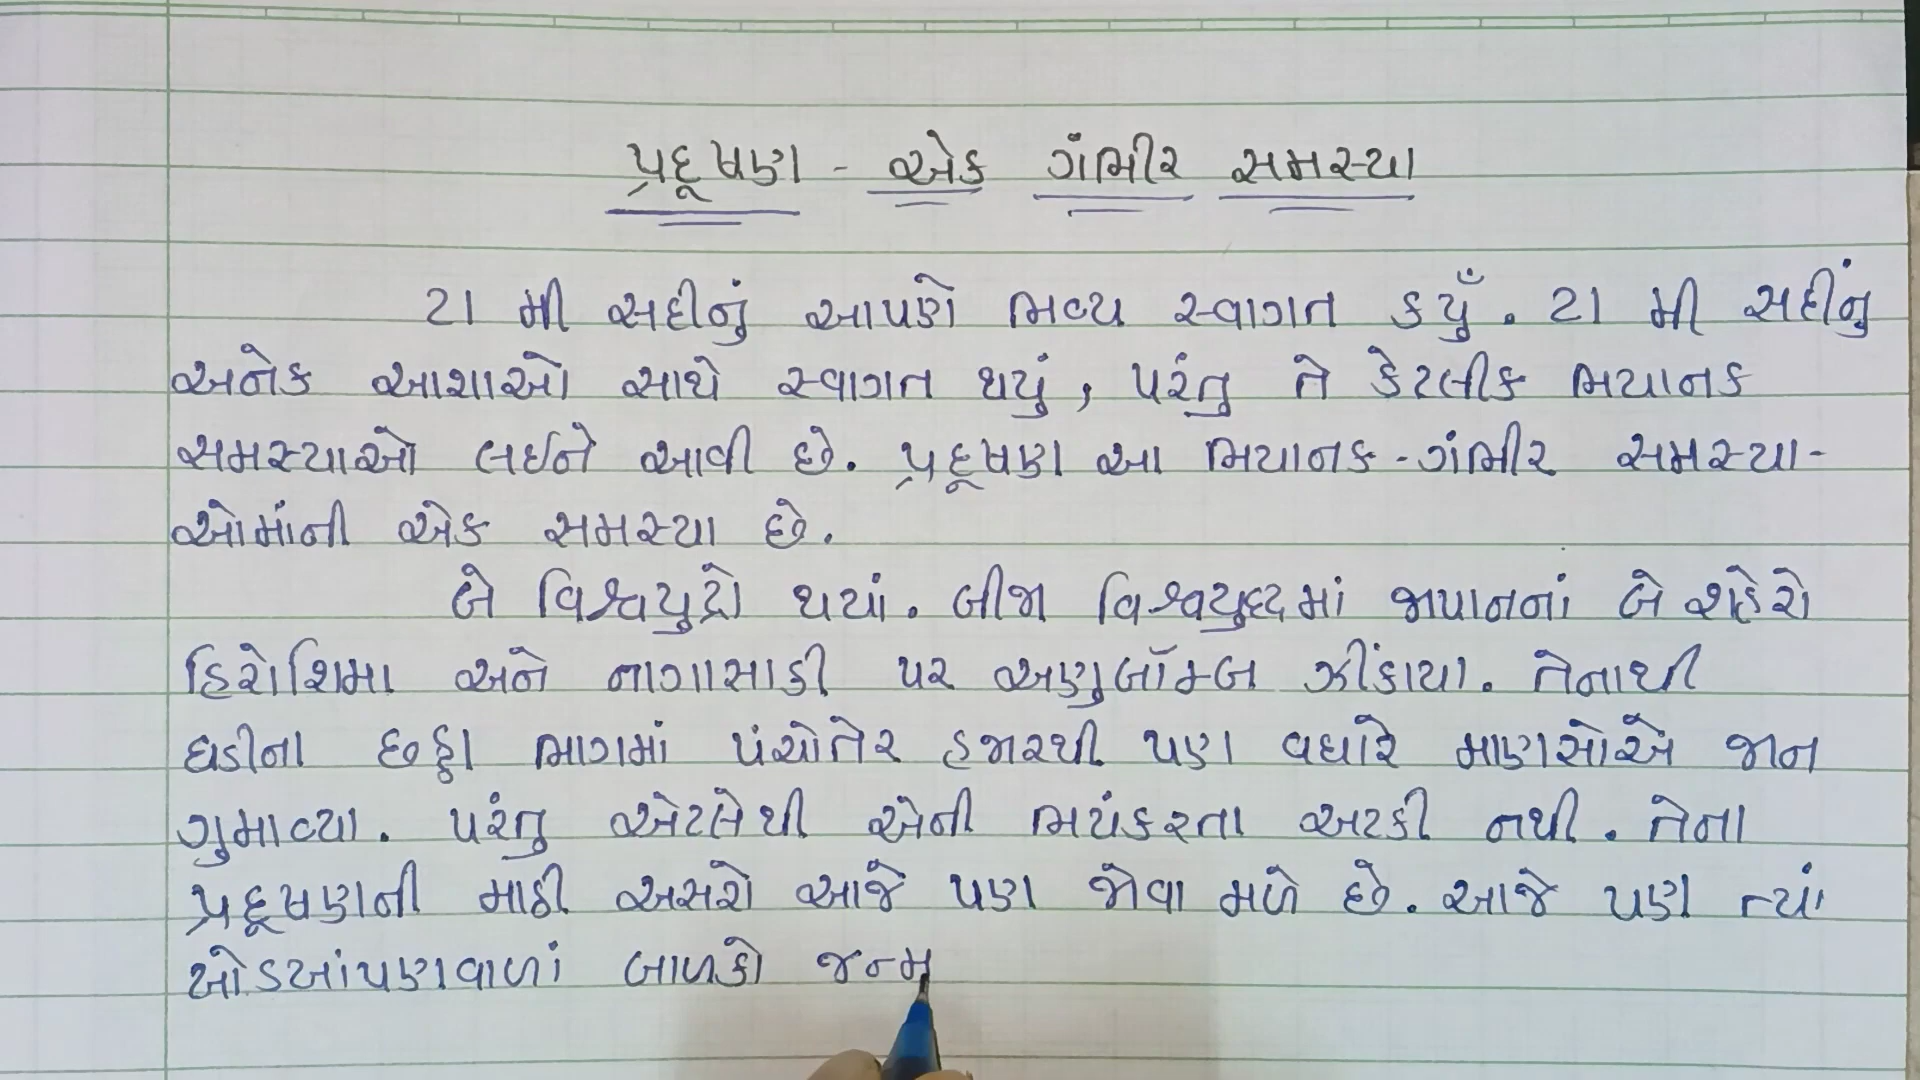 પ્રદૂષણ - એક ગંભીર સમસ્યા
21 મી સદીનું આપણે ભવ્ય સ્વાગત કર્યું. 21 મી સદીનું
અનેક આશાઓ સાથે સ્વાગત થયું, પરંતુ તે કેટલીક ભયાનક
સમસ્યાઓ લઈને આવી છે. પ્રદૂષણ આ ભયાનક-ગંભીર સમસ્યા-
ઓમાંની એક સમસ્યા છે.
બે વિશ્વયુદ્ધો થયાં. બીજા વિશ્વયુદ્ધમાં જાપાનનાં બે શહેરો
હિરોશિમા અને નાગાસાકી પર અણુબૉમ્બ ઝીંકાયા. તેનાથી
ઘડીના છઠ્ઠા ભાગમાં પંચોતેર હજારથી પણ વધારે માણસોએ જાન
ગુમાવ્યા. પરંતુ એટલેથી એની ભયંકરતા અટકી નથી. તેના
પ્રદૂષણની માઠી અસરો આજે પણ જોવા મળે છે. આજે પણ ત્યાં
ખોડખાંપણવાળાં બાળકો જન્મ